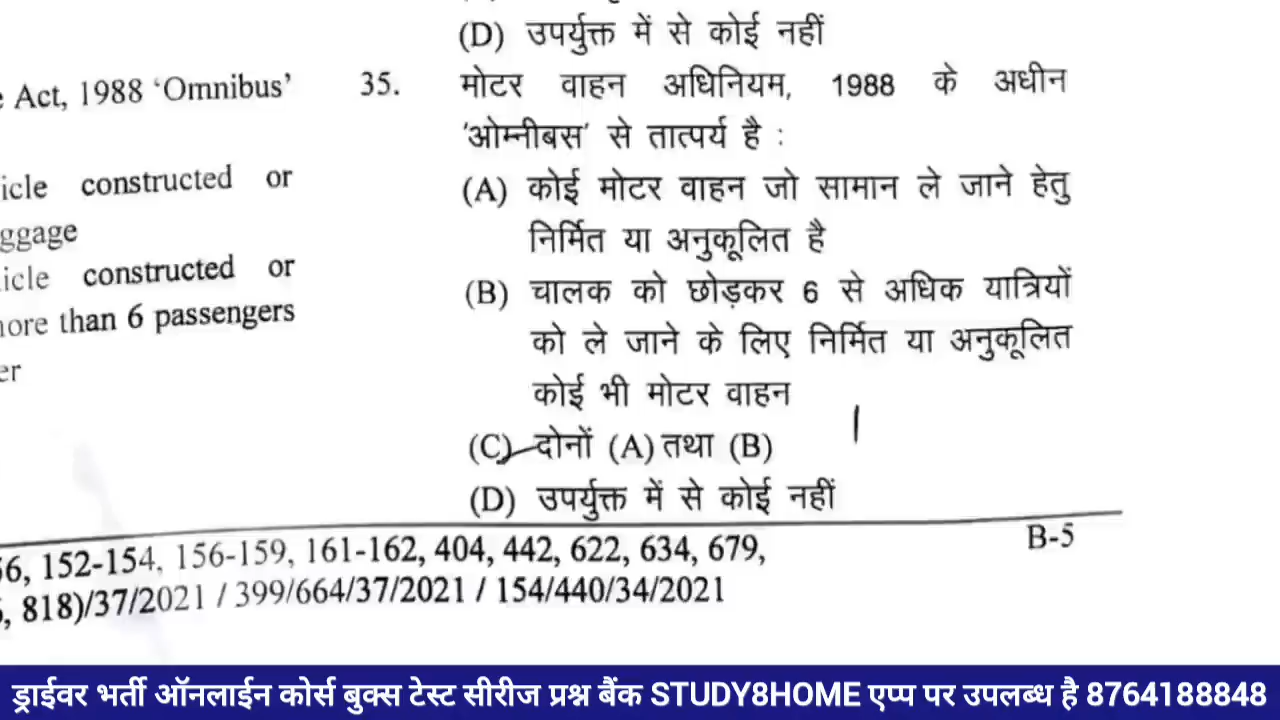 (D) उपर्युक्त में से कोई नहीं
Act, 1988 ‘Omnibus’
constructed or
constructed or
than 6 passengers
35. मोटर वाहन अधिनियम, 1988 के अधीन
‘ओम्नीबस’ से तात्पर्य है :
(A) कोई मोटर वाहन जो सामान ले जाने हेतु
निर्मित या अनुकूलित है
(B) चालक को छोड़कर 6 से अधिक यात्रियों
को ले जाने के लिए निर्मित या अनुकूलित
कोई भी मोटर वाहन
(C) दोनों (A) तथा (B)
(D) उपर्युक्त में से कोई नहीं
B-5
152-154, 156-159, 161-162, 404, 442, 622, 634, 679,
818)/37/2021 / 399/664/37/2021 / 154/440/34/2021
ड्राईवर भर्ती ऑनलाईन कोर्स बुक्स टेस्ट सीरीज प्रश्न बैंक STUDY8HOME एप्प पर उपलब्ध है 8764188848